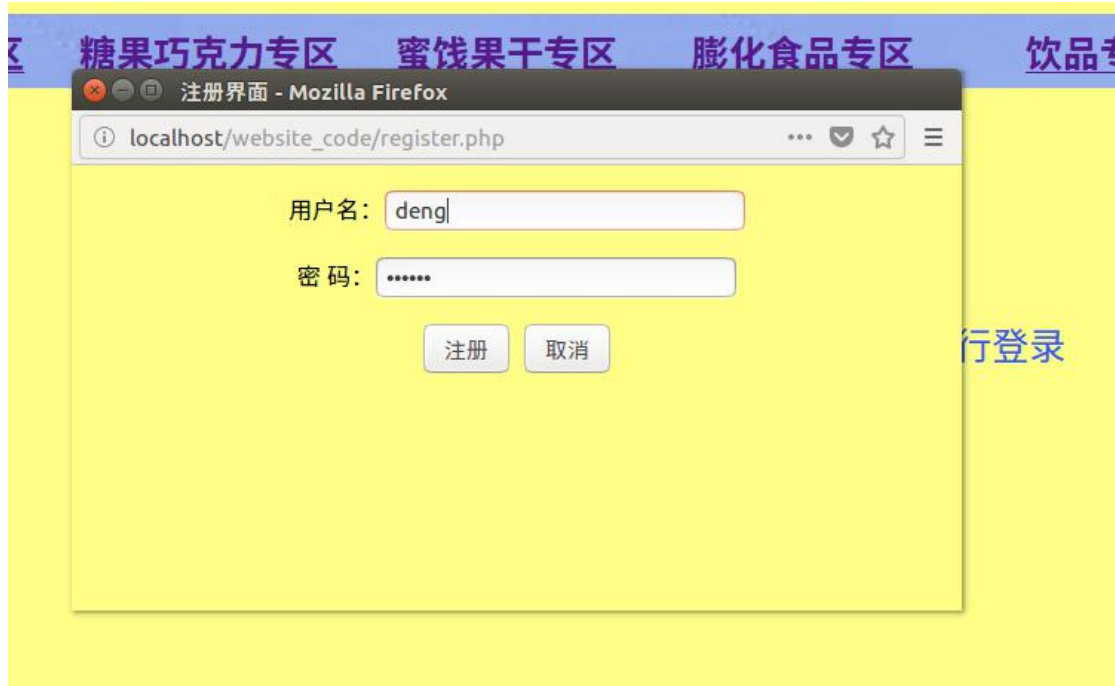 区 糖果巧克力专区 蜜饯果干专区 膨化食品专区 饮品专
注册界面 - Mozilla Firefox
localhost/website_code/register.php
用户名： deng
密 码： ••••••
注册 取消
行登录